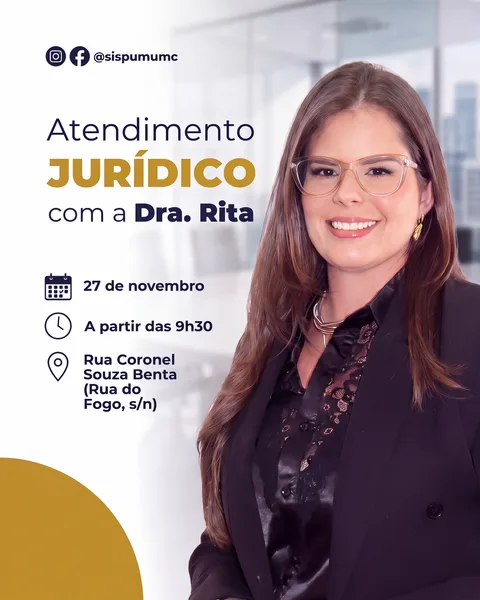 @sispumumc
Atendimento
JURÍDICO
com a Dra. Rita
27 de novembro
A partir das 9h30
Rua Coronel
Souza Benta
(Rua do
Fogo, s/n)